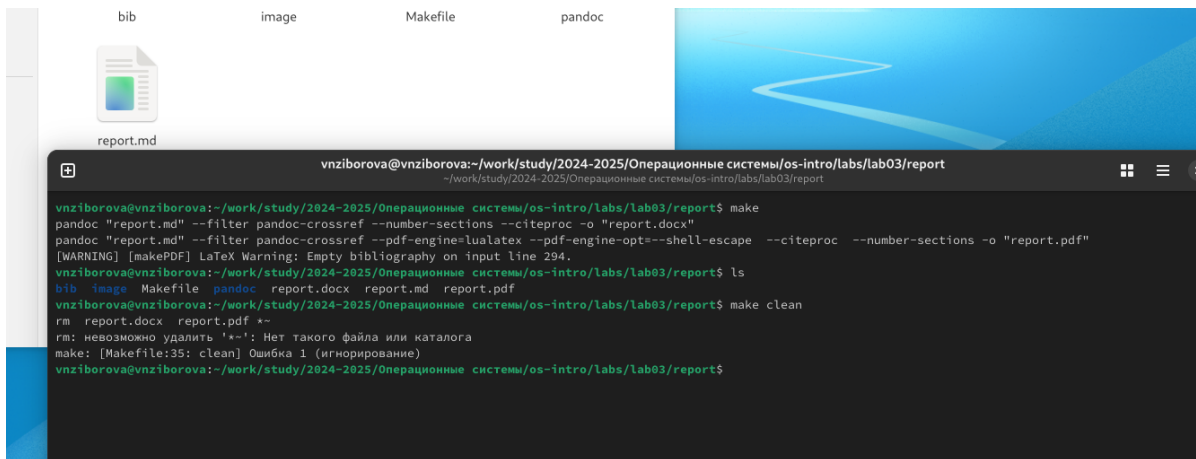 bib image Makefile pandoc
report.md
vnziborova@vnziborova:~/work/study/2024-2025/Операционные системы/os-intro/labs/lab03/report
~/work/study/2024-2025/Операционные системы/os-intro/labs/lab03/report
vnziborova@vnziborova:~/work/study/2024-2025/Операционные системы/os-intro/labs/lab03/report$ make
pandoc "report.md" --filter pandoc-crossref --number-sections --citeproc -o "report.docx"
pandoc "report.md" --filter pandoc-crossref --pdf-engine=lualatex --pdf-engine-opt=--shell-escape  --citeproc  --number-sections -o "report.pdf"
[WARNING] [makePDF] LaTeX Warning: Empty bibliography on input line 294.
vnziborova@vnziborova:~/work/study/2024-2025/Операционные системы/os-intro/labs/lab03/report$ ls
bib  image  Makefile  pandoc  report.docx  report.md  report.pdf
vnziborova@vnziborova:~/work/study/2024-2025/Операционные системы/os-intro/labs/lab03/report$ make clean
rm  report.docx  report.pdf *~
rm: невозможно удалить '*~': Нет такого файла или каталога
make: [Makefile:35: clean] Ошибка 1 (игнорирование)
vnziborova@vnziborova:~/work/study/2024-2025/Операционные системы/os-intro/labs/lab03/report$